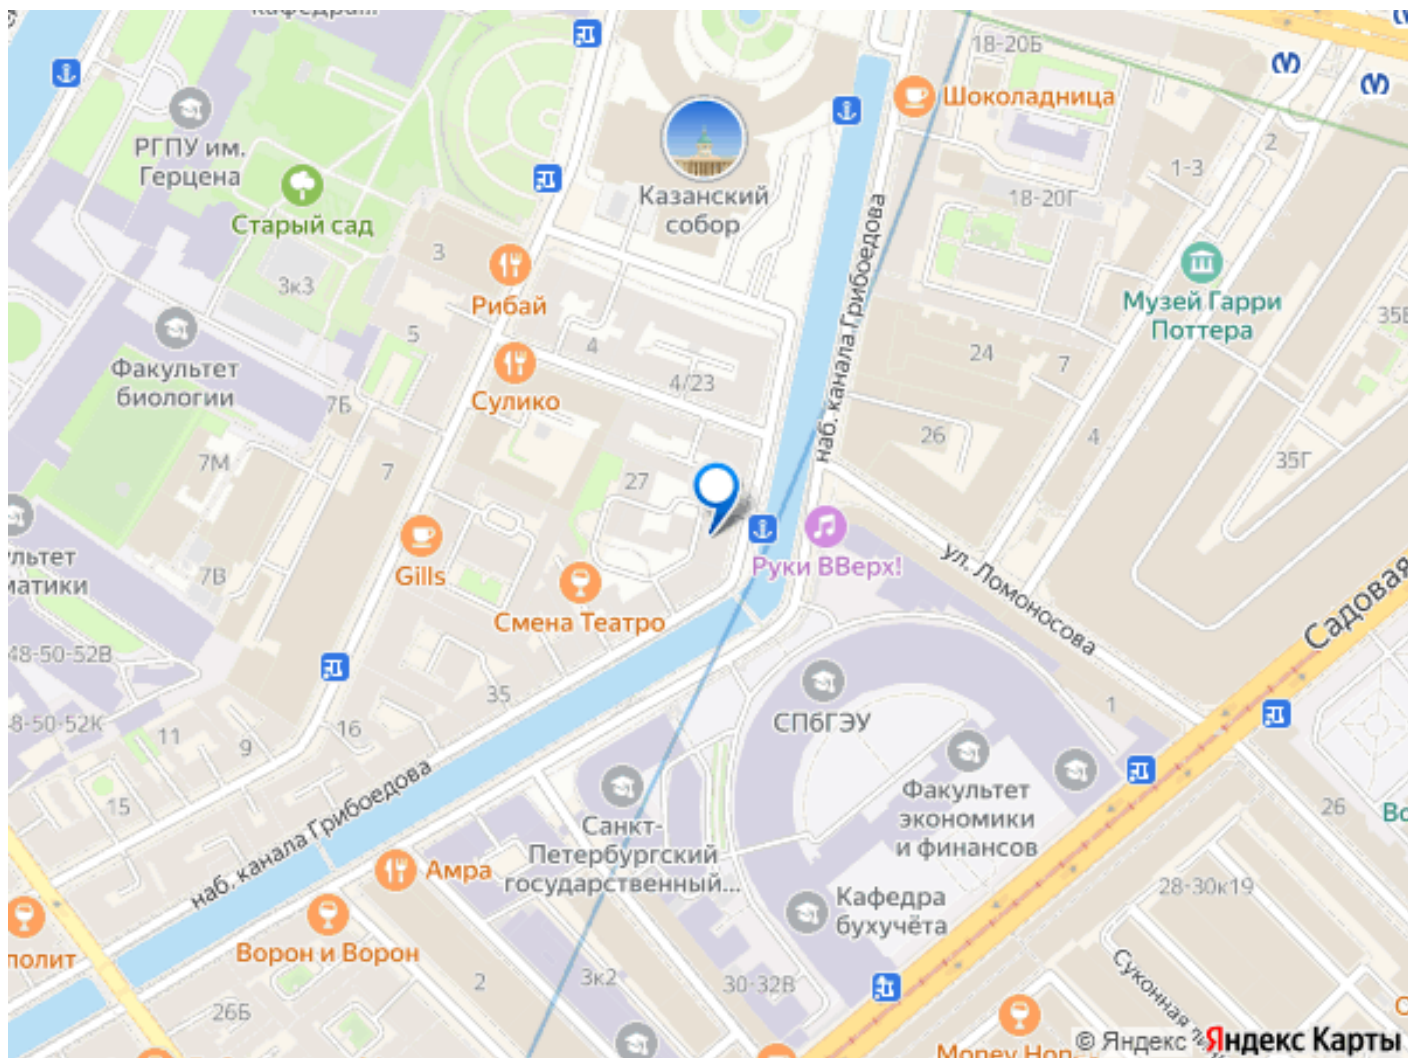 кафедра...
18-20Б
Шоколадница
РГПУ им.
Герцена
2
1-3
Казанский
собор
18-20Г
Старый сад
3
3к3
Рибай
наб. канала Грибоедова
Музей Гарри
Поттера
5
4
24
7
Факультет
биологии
Сулико
4/23
7Б
26
4
7М
7
27
35Г
Gills
Руки ВВерх!
ул. Ломоносова
7В
Смена Театро
Садовая
48-50-52В
35
СПбГЭУ
1
11
9
16
15
наб. канала Грибоедова
Факультет
экономики
и финансов
26
Санкт-
Петербургский
государственный...
Амра
28-30к19
Кафедра
бухучёта
Ворон и Ворон
2
3к2
30-32В
26Б
Суконная
Money Hon
© Яндекс Яндекс Карты